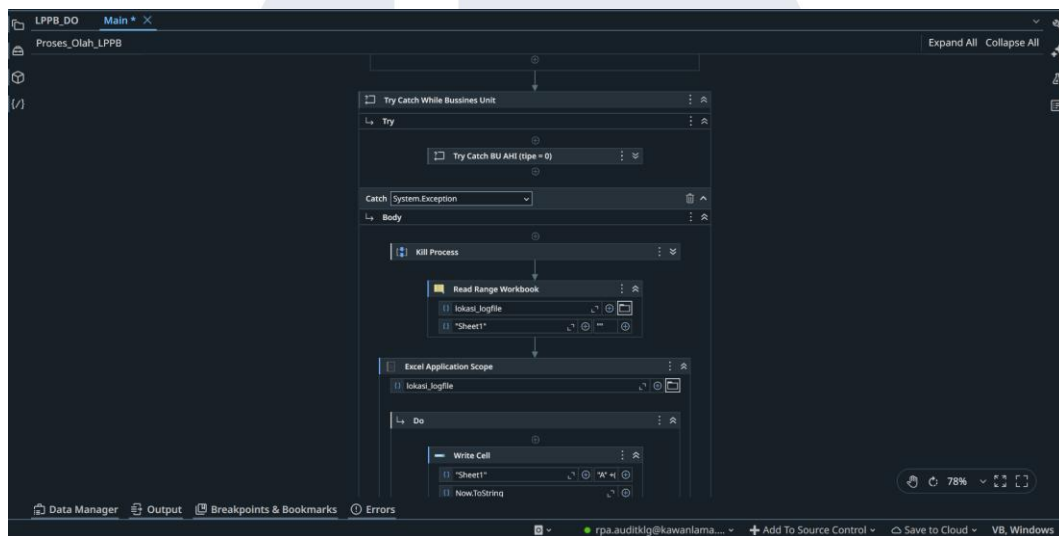 LPPB_DO Main *
Proses_Olah_LPPB Expand All Collapse All
Try Catch While Bussines Unit
Try
Try Catch BU AHI (tipe = 0)
Catch System.Exception
Body
Kill Process
Read Range Workbook
lokasi_logfile
"Sheet1" ""
Excel Application Scope
lokasi_logfile
Do
Write Cell
"Sheet1" "A" +(
Now.ToString
78%
Data Manager Output Breakpoints & Bookmarks Errors
rpa.auditklg@kawanlama.... Add To Source Control Save to Cloud VB, Windows